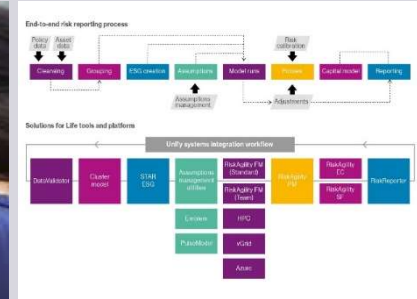 End-to-end risk reporting process
Policy data
Asset data
Risk calibration
Cleansing
Grouping
ESG creation
Assumptions
Model runs
Proxies
Capital model
Reporting
Assumptions management
Adjustments
Solutions for Life tools and platform
Unify systems integration workflow
DataValidator
Cluster model
STAR ESG
Assumptions management utilities
RiskAgility FM (Standard)
RiskAgility FM (Team)
RiskAgility PM
RiskAgility EC
RiskAgility SF
RiskReporter
PulseModel
HPC
vGrid
Azure